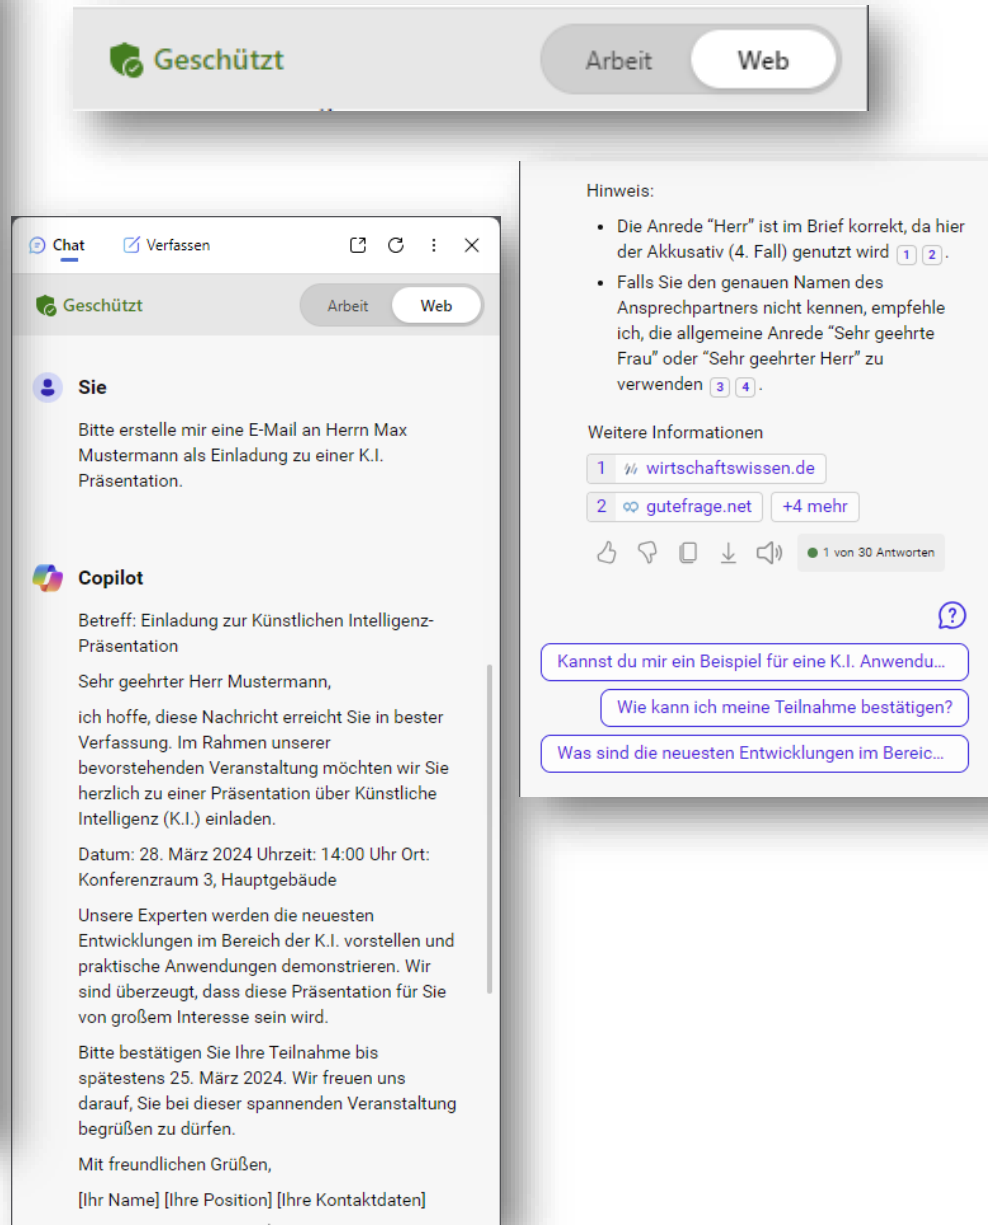 Geschützt
Arbeit
Web
Chat
Verfassen
Geschützt
Arbeit
Web
Sie
Bitte erstelle mir eine E-Mail an Herrn Max
Mustermann als Einladung zu einer K.I.
Präsentation.
Copilot
Betreff: Einladung zur Künstlichen Intelligenz-
Präsentation
Sehr geehrter Herr Mustermann,
ich hoffe, diese Nachricht erreicht Sie in bester
Verfassung. Im Rahmen unserer
bevorstehenden Veranstaltung möchten wir Sie
herzlich zu einer Präsentation über Künstliche
Intelligenz (K.I.) einladen.
Datum: 28. März 2024 Uhrzeit: 14:00 Uhr Ort:
Konferenzraum 3, Hauptgebäude
Unsere Experten werden die neuesten
Entwicklungen im Bereich der K.I. vorstellen und
praktische Anwendungen demonstrieren. Wir
sind überzeugt, dass diese Präsentation für Sie
von großem Interesse sein wird.
Bitte bestätigen Sie Ihre Teilnahme bis
spätestens 25. März 2024. Wir freuen uns
darauf, Sie bei dieser spannenden Veranstaltung
begrüßen zu dürfen.
Mit freundlichen Grüßen,
[Ihr Name] [Ihre Position] [Ihre Kontaktdaten]
Hinweis:
• Die Anrede “Herr” ist im Brief korrekt, da hier
der Akkusativ (4. Fall) genutzt wird 1 2 .
• Falls Sie den genauen Namen des
Ansprechpartners nicht kennen, empfehle
ich, die allgemeine Anrede “Sehr geehrte
Frau” oder “Sehr geehrter Herr” zu
verwenden 3 4 .
Weitere Informationen
1 wirtschaftswissen.de
2 gutefrage.net +4 mehr
1 von 30 Antworten
Kannst du mir ein Beispiel für eine K.I. Anwendu...
Wie kann ich meine Teilnahme bestätigen?
Was sind die neuesten Entwicklungen im Bereic...